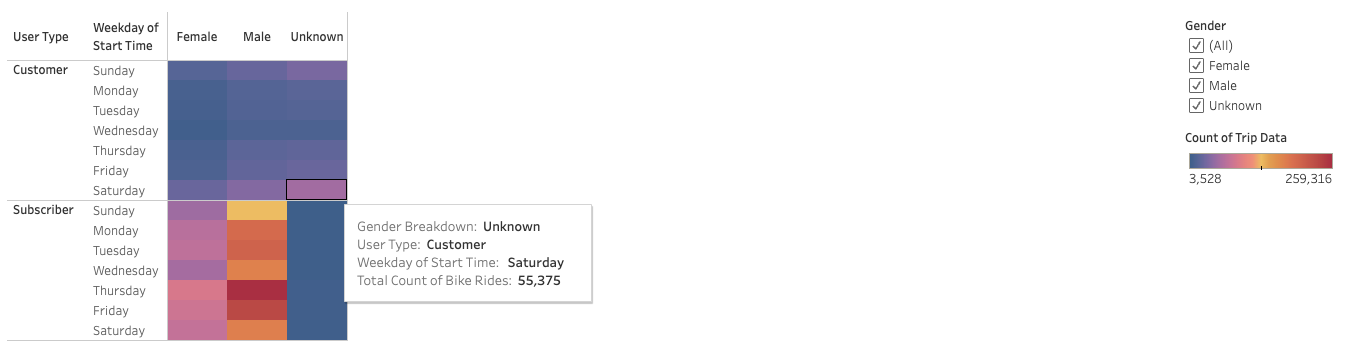 User Type
Weekday of
Start Time
Female Male Unknown
Customer Sunday
Monday
Tuesday
Wednesday
Thursday
Friday
Saturday
Subscriber Sunday
Monday
Tuesday
Wednesday
Thursday
Friday
Saturday
Gender Breakdown: Unknown
User Type: Customer
Weekday of Start Time: Saturday
Total Count of Bike Rides: 55,375
Gender
(All)
Female
Male
Unknown
Count of Trip Data
3,528 259,316